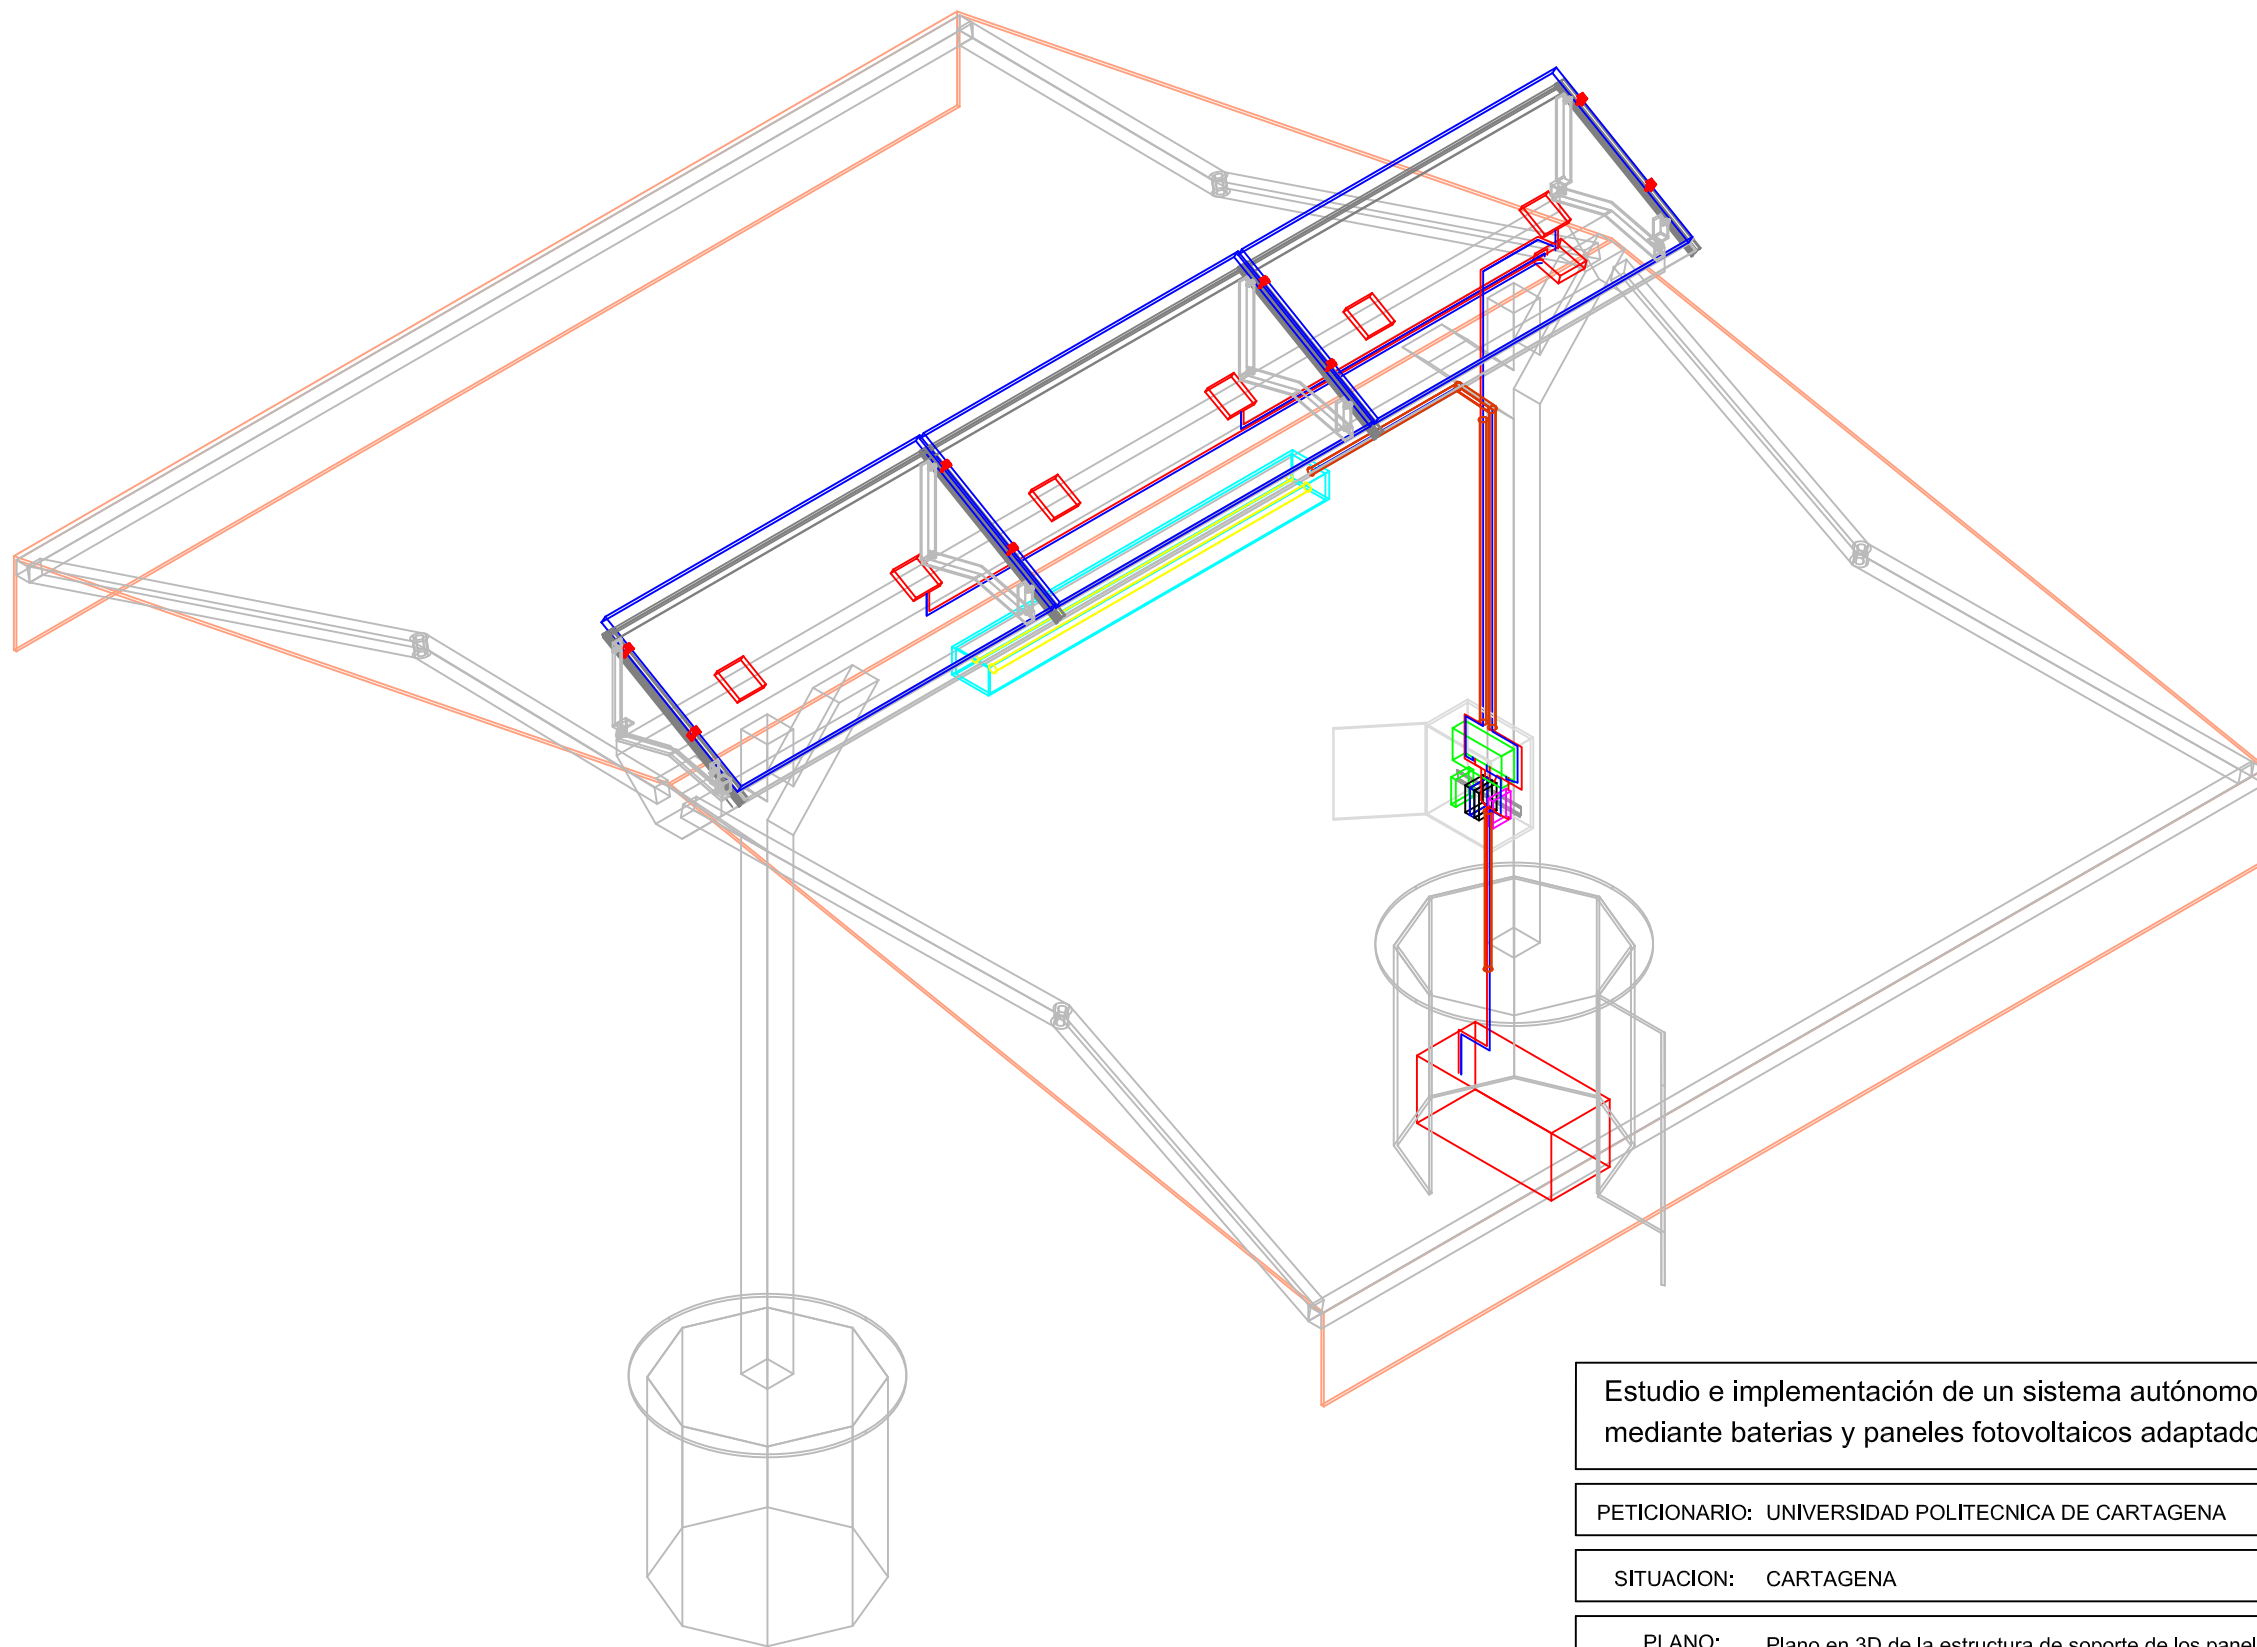 Estudio e implementación de un sistema autónomo
mediante baterias y paneles fotovoltaicos adaptado
PETICIONARIO: UNIVERSIDAD POLITECNICA DE CARTAGENA
SITUACION: CARTAGENA
PLANO: Plano en 3D de la estructura de soporte de los panel